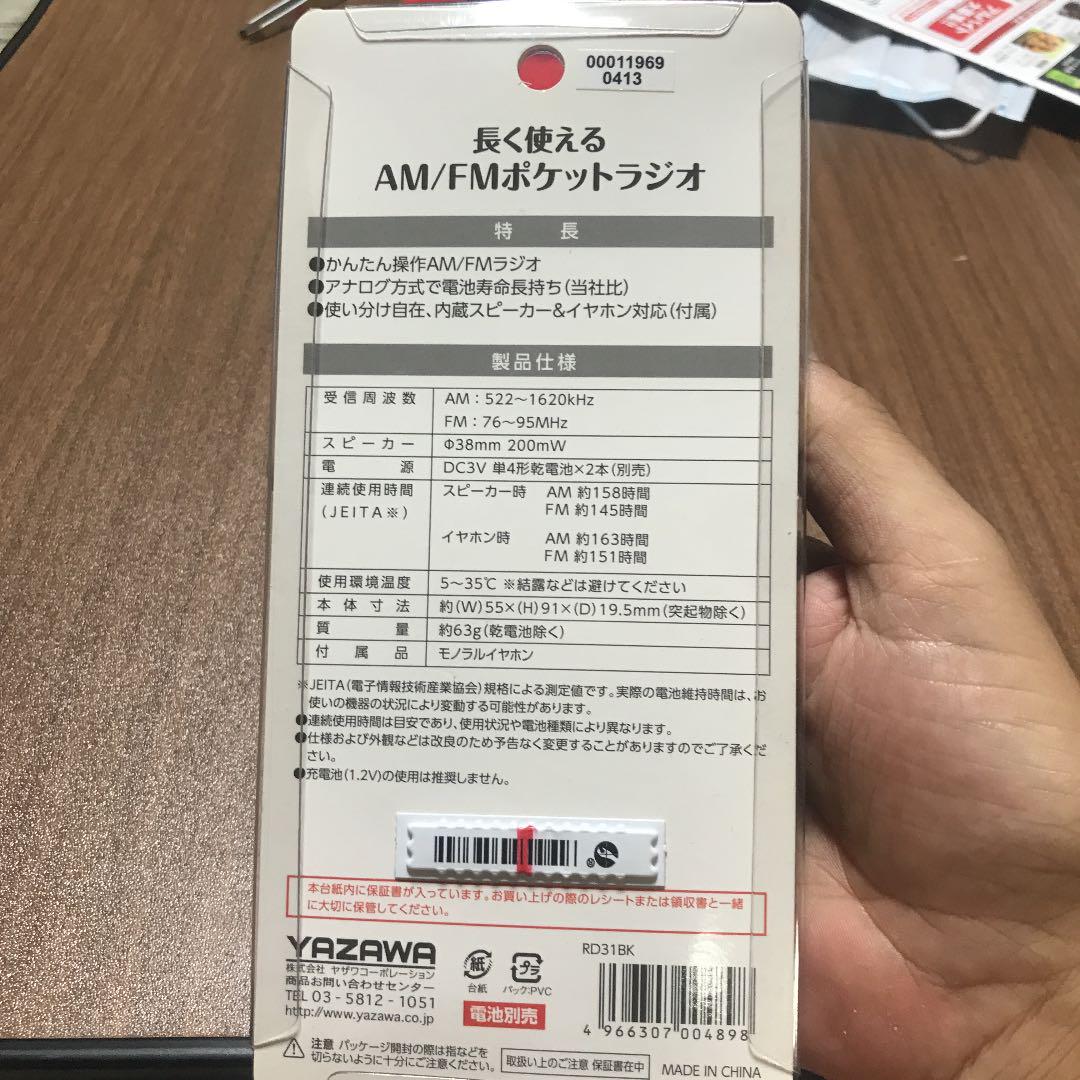 00011969
0413
長く使える
AM/FMポケットラジオ
特 長
●かんたん操作AM/FMラジオ
●アナログ方式で電池寿命長持ち(当社比)
●使い分け自在、内蔵スピーカー&イヤホン対応(付属)
製品仕様
受信周波数 AM：522〜1620kHz
FM：76〜95MHz
スピーカー Φ38mm 200mW
電源 DC3V 単4形乾電池×2本(別売)
連続使用時間 スピーカー時 AM 約158時間
(JEITA※) FM 約145時間
イヤホン時 AM 約163時間
FM 約151時間
使用環境温度 5〜35℃ ※結露などは避けてください
本体寸法 約(W)55×(H)91×(D)19.5mm(突起物除く)
質量 約63g(乾電池除く)
付属品 モノラルイヤホン
※JEITA(電子情報技術産業協会)規格による測定値です。実際の電池維持時間は、お
使いの機器の状況により変動する可能性があります。
●連続使用時間は目安であり、使用状況や電池種類により異なります。
●仕様および外観などは改良のため予告なく変更することがありますのでご了承くだ
さい。
●充電池(1.2V)の使用は推奨しません。
本台紙内に保証書が入っています。お買い上げの際のレシートまたは領収書と一緒
に大切に保管してください。
YAZAWA
株式会社 ヤザワコーポレーション
商品お問い合わせセンター
TEL 03-5812-1051
http://www.yazawa.co.jp
紙
台紙
プラ
パック:PVC
電池別売
RD31BK
4 966307 004898
注意 パッケージ開封の際は指などを
切らないように十分にご注意ください。
取扱い上のご注意 保証書在中
MADE IN CHINA